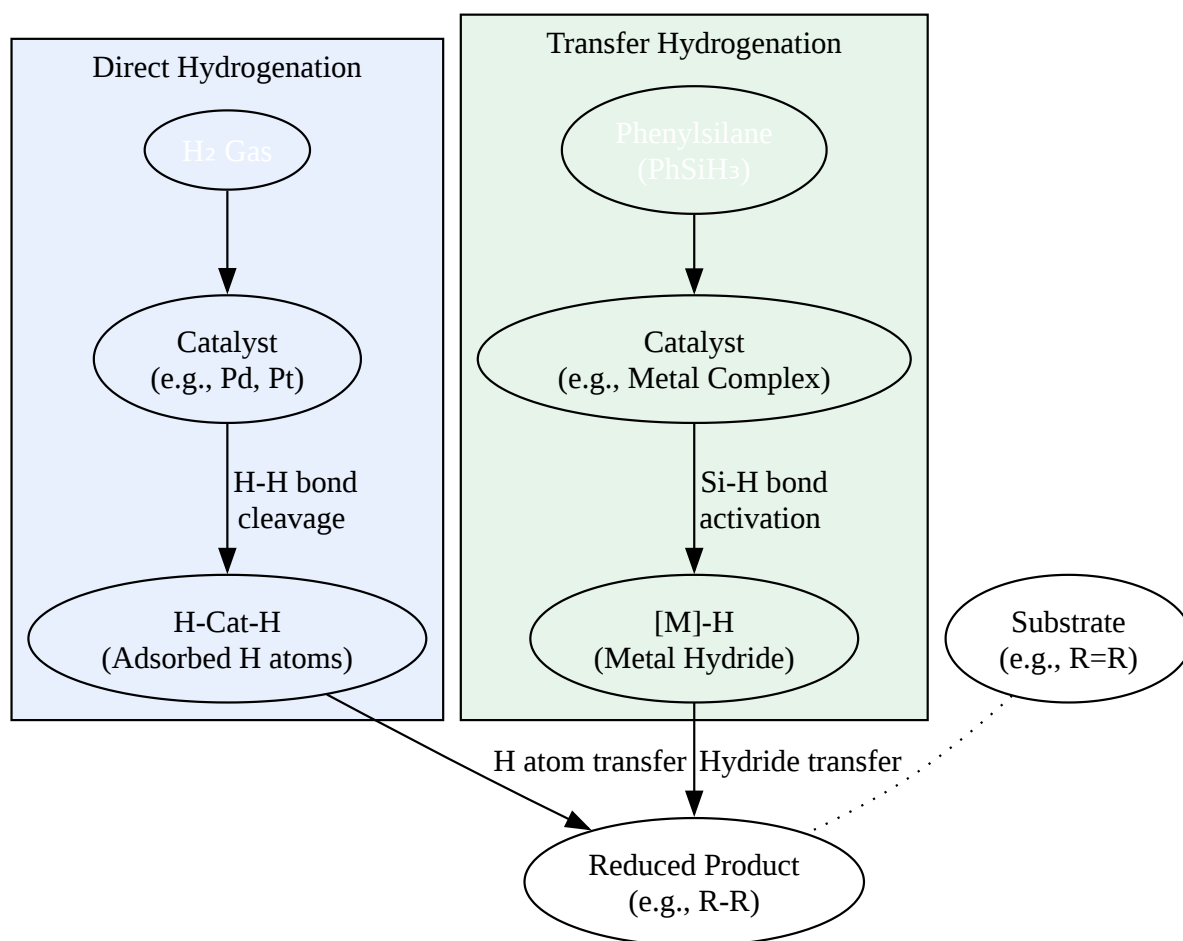 Direct Hydrogenation
H₂ Gas
Catalyst
(e.g., Pd, Pt)
H-H bond
cleavage
H-Cat-H
(Adsorbed H atoms)
H atom transfer
Transfer Hydrogenation
Phenylsilane
(PhSiH₃)
Catalyst
(e.g., Metal Complex)
Si-H bond
activation
[M]-H
(Metal Hydride)
Hydride transfer
Substrate
(e.g., R=R)
Reduced Product
(e.g., R-R)